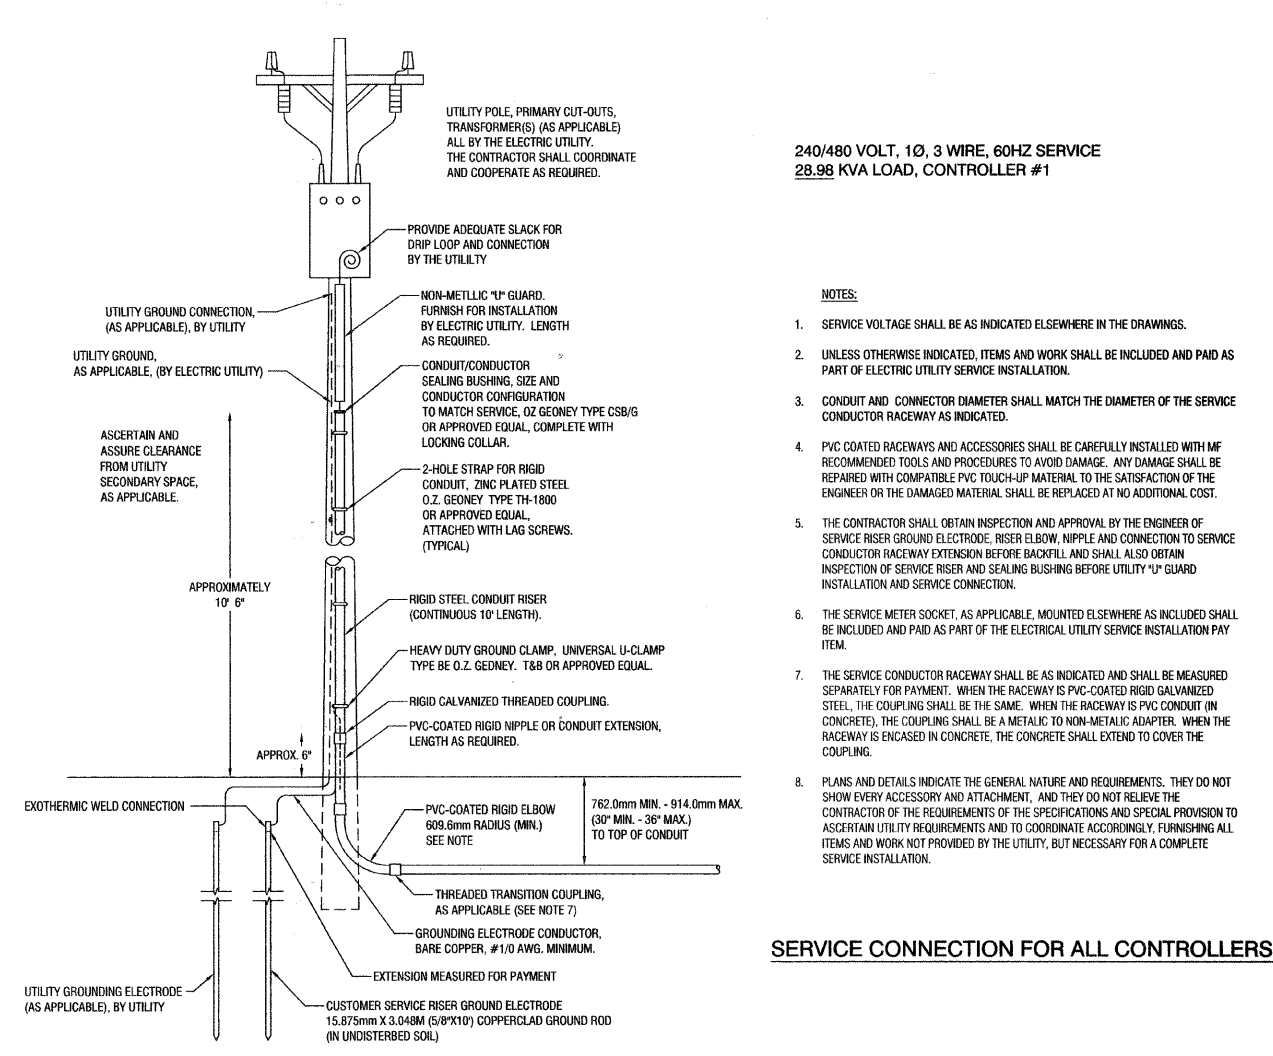 UTILITY POLE, PRIMARY CUT-OUTS,
TRANSFORMER(S) (AS APPLICABLE)
ALL BY THE ELECTRIC UTILITY.
THE CONTRACTOR SHALL COORDINATE
AND COOPERATE AS REQUIRED.
PROVIDE ADEQUATE SLACK FOR
DRIP LOOP AND CONNECTION
BY THE UTILILTY
UTILITY GROUND CONNECTION,
(AS APPLICABLE), BY UTILITY
NON-METLLIC "U" GUARD.
FURNISH FOR INSTALLATION
BY ELECTRIC UTILITY. LENGTH
AS REQUIRED.
UTILITY GROUND,
AS APPLICABLE, (BY ELECTRIC UTILITY)
CONDUIT/CONDUCTOR
SEALING BUSHING, SIZE AND
CONDUCTOR CONFIGURATION
TO MATCH SERVICE, OZ GEONEY TYPE CSB/G
OR APPROVED EQUAL, COMPLETE WITH
LOCKING COLLAR.
ASCERTAIN AND
ASSURE CLEARANCE
FROM UTILITY
SECONDARY SPACE,
AS APPLICABLE.
2-HOLE STRAP FOR RIGID
CONDUIT, ZINC PLATED STEEL
O.Z. GEONEY TYPE TH-1800
OR APPROVED EQUAL,
ATTACHED WITH LAG SCREWS.
(TYPICAL)
APPROXIMATELY
10' 6"
RIGID STEEL CONDUIT RISER
(CONTINUOUS 10' LENGTH).
HEAVY DUTY GROUND CLAMP, UNIVERSAL U-CLAMP
TYPE BE O.Z. GEDNEY. T&B OR APPROVED EQUAL.
RIGID GALVANIZED THREADED COUPLING.
PVC-COATED RIGID NIPPLE OR CONDUIT EXTENSION,
LENGTH AS REQUIRED.
APPROX. 6"
EXOTHERMIC WELD CONNECTION
PVC-COATED RIGID ELBOW
609.6mm RADIUS (MIN.)
SEE NOTE
762.0mm MIN. - 914.0mm MAX.
(30" MIN. - 36" MAX.)
TO TOP OF CONDUIT
THREADED TRANSITION COUPLING,
AS APPLICABLE (SEE NOTE 7)
GROUNDING ELECTRODE CONDUCTOR,
BARE COPPER, #1/0 AWG. MINIMUM.
EXTENSION MEASURED FOR PAYMENT
UTILITY GROUNDING ELECTRODE
(AS APPLICABLE), BY UTILITY
CUSTOMER SERVICE RISER GROUND ELECTRODE
15.875mm X 3.048M (5/8"X10') COPPERCLAD GROUND ROD
(IN UNDISTERBED SOIL)
240/480 VOLT, 1Ø, 3 WIRE, 60HZ SERVICE
28.98 KVA LOAD, CONTROLLER #1
NOTES:
1. SERVICE VOLTAGE SHALL BE AS INDICATED ELSEWHERE IN THE DRAWINGS.
2. UNLESS OTHERWISE INDICATED, ITEMS AND WORK SHALL BE INCLUDED AND PAID AS
PART OF ELECTRIC UTILITY SERVICE INSTALLATION.
3. CONDUIT AND CONNECTOR DIAMETER SHALL MATCH THE DIAMETER OF THE SERVICE
CONDUCTOR RACEWAY AS INDICATED.
4. PVC COATED RACEWAYS AND ACCESSORIES SHALL BE CAREFULLY INSTALLED WITH MF
RECOMMENDED TOOLS AND PROCEDURES TO AVOID DAMAGE. ANY DAMAGE SHALL BE
REPAIRED WITH COMPATIBLE PVC TOUCH-UP MATERIAL TO THE SATISFACTION OF THE
ENGINEER OR THE DAMAGED MATERIAL SHALL BE REPLACED AT NO ADDITIONAL COST.
5. THE CONTRACTOR SHALL OBTAIN INSPECTION AND APPROVAL BY THE ENGINEER OF
SERVICE RISER GROUND ELECTRODE, RISER ELBOW, NIPPLE AND CONNECTION TO SERVICE
CONDUCTOR RACEWAY EXTENSION BEFORE BACKFILL AND SHALL ALSO OBTAIN
INSPECTION OF SERVICE RISER AND SEALING BUSHING BEFORE UTILITY "U" GUARD
INSTALLATION AND SERVICE CONNECTION.
6. THE SERVICE METER SOCKET, AS APPLICABLE, MOUNTED ELSEWHERE AS INCLUDED SHALL
BE INCLUDED AND PAID AS PART OF THE ELECTRICAL UTILITY SERVICE INSTALLATION PAY
ITEM.
7. THE SERVICE CONDUCTOR RACEWAY SHALL BE AS INDICATED AND SHALL BE MEASURED
SEPARATELY FOR PAYMENT. WHEN THE RACEWAY IS PVC-COATED RIGID GALVANIZED
STEEL, THE COUPLING SHALL BE THE SAME. WHEN THE RACEWAY IS PVC CONDUIT (IN
CONCRETE), THE COUPLING SHALL BE A METALIC TO NON-METALIC ADAPTER. WHEN THE
RACEWAY IS ENCASED IN CONCRETE, THE CONCRETE SHALL EXTEND TO COVER THE
COUPLING.
8. PLANS AND DETAILS INDICATE THE GENERAL NATURE AND REQUIREMENTS. THEY DO NOT
SHOW EVERY ACCESSORY AND ATTACHMENT, AND THEY DO NOT RELIEVE THE
CONTRACTOR OF THE REQUIREMENTS OF THE SPECIFICATIONS AND SPECIAL PROVISION TO
ASCERTAIN UTILITY REQUIREMENTS AND TO COORDINATE ACCORDINGLY, FURNISHING ALL
ITEMS AND WORK NOT PROVIDED BY THE UTILITY, BUT NECESSARY FOR A COMPLETE
SERVICE INSTALLATION.
SERVICE CONNECTION FOR ALL CONTROLLERS